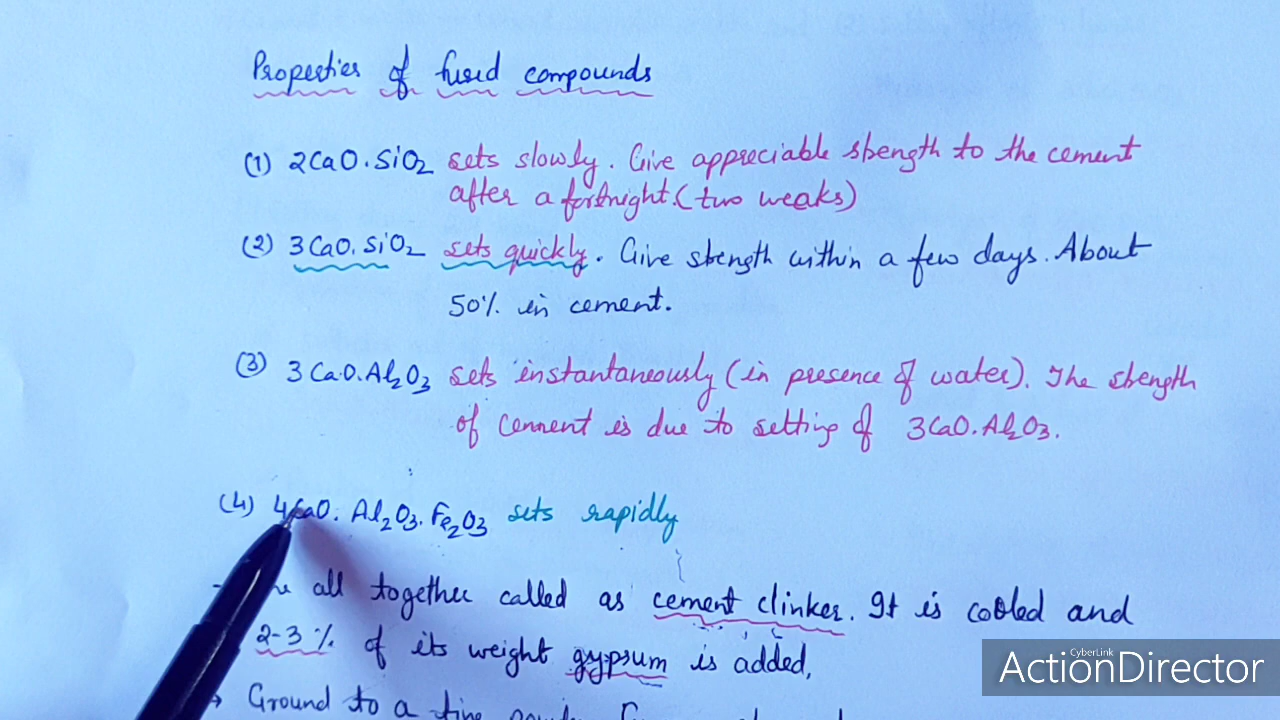 Properties of fused compounds
(1) 2CaO.SiO₂ sets slowly. Give appreciable strength to the cement
after a fortnight.(two weaks)
(2) 3CaO.SiO₂ sets quickly. Give strength within a few days. About
50% in cement.
(3) 3CaO.Al₂O₃ sets instantaneously (in presence of water). The strength
of cement is due to setting of 3CaO.Al₂O₃.
(4) 4CaO. Al₂O₃. Fe₂O₃ sets rapidly
all together called as cement clinker. It is cooled and
2-3% of its weight gypsum is added.
→ Ground to a fine
CyberLink
ActionDirector